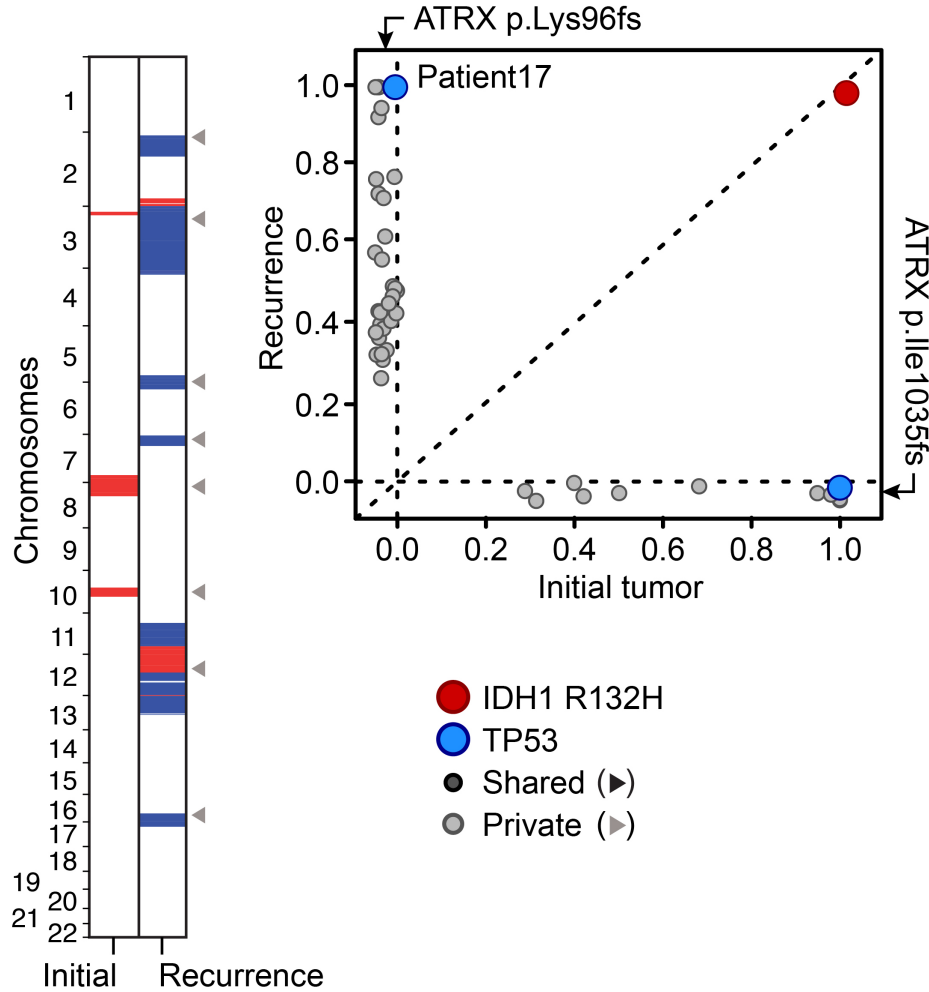 ATRX p.Lys96fs
Patient17
1.0
0.8
0.6
0.4
0.2
0.0
Recurrence
0.0 0.2 0.4 0.6 0.8 1.0
Initial tumor
ATRX p.Ile1035fs
Chromosomes
1
2
3
4
5
6
7
8
9
10
11
12
13
14
15
16
17
18
19
20
21
22
Initial Recurrence
IDH1 R132H
TP53
Shared (▶)
Private (▶)